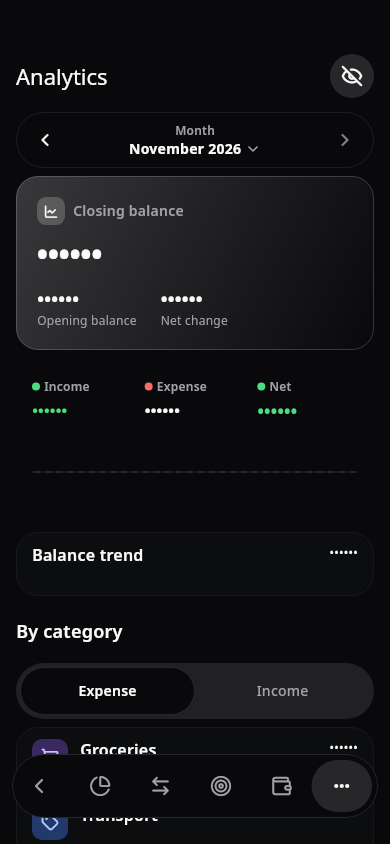 Analytics
Month
November 2026
Closing balance
••••••
•••••• ••••••
Opening balance Net change
Income Expense Net
•••••• •••••• ••••••
Balance trend ••••••
By category
Expense Income
Groceries ••••••
Transport